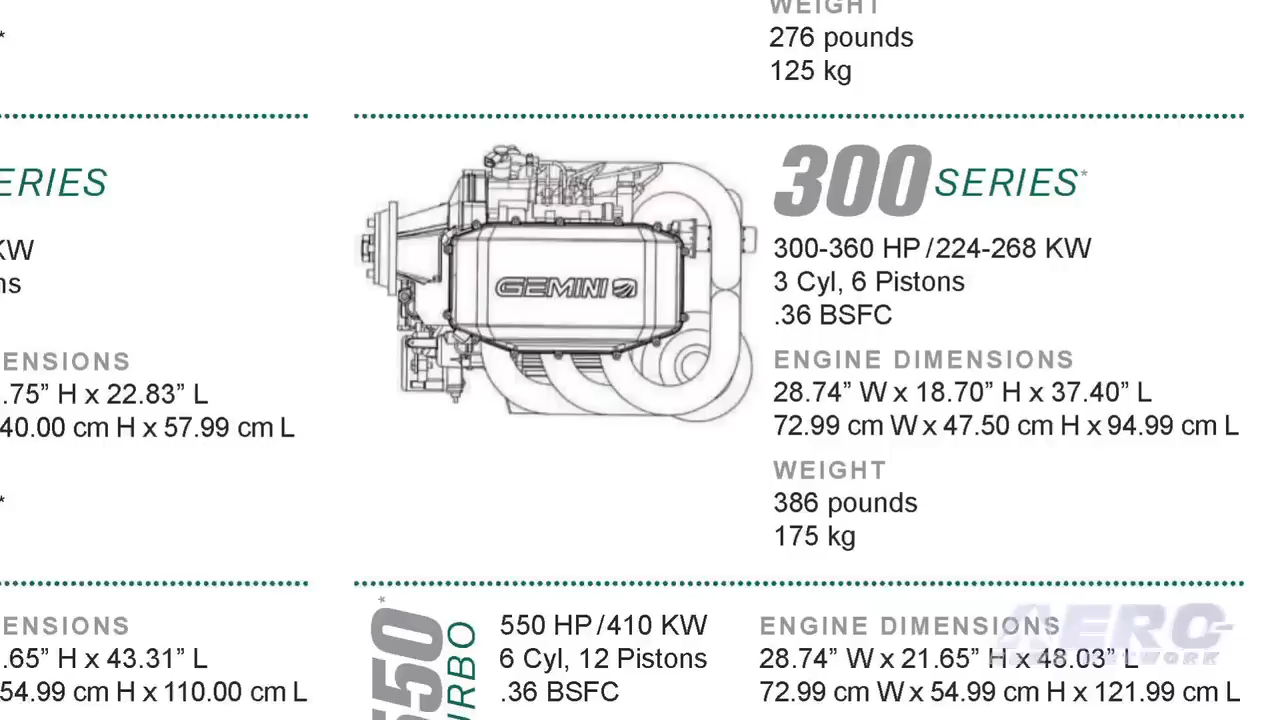 WEIGHT
276 pounds
125 kg
*
ERIES
KW
ns
ENSIONS
.75” H x 22.83” L
40.00 cm H x 57.99 cm L
*
GEMINI
300 SERIES*
300-360 HP/224-268 KW
3 Cyl, 6 Pistons
.36 BSFC
ENGINE DIMENSIONS
28.74” W x 18.70” H x 37.40” L
72.99 cm W x 47.50 cm H x 94.99 cm L
WEIGHT
386 pounds
175 kg
ENSIONS
.65” H x 43.31” L
54.99 cm H x 110.00 cm L
550*
URBO
550 HP/410 KW
6 Cyl, 12 Pistons
.36 BSFC
ENGINE DIMENSIONS
28.74” W x 21.65” H x 48.03” L
72.99 cm W x 54.99 cm H x 121.99 cm L
AERO-
NETWORK